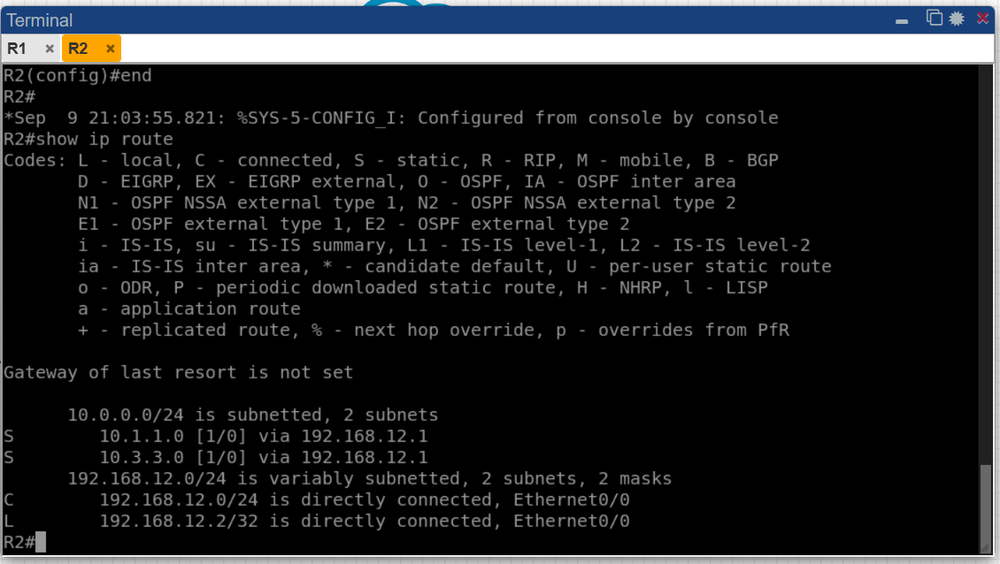 Terminal
R1 × R2 ×
R2(config)#end
R2#
*Sep  9 21:03:55.821: %SYS-5-CONFIG_I: Configured from console by console
R2#show ip route
Codes: L - local, C - connected, S - static, R - RIP, M - mobile, B - BGP
       D - EIGRP, EX - EIGRP external, O - OSPF, IA - OSPF inter area
       N1 - OSPF NSSA external type 1, N2 - OSPF NSSA external type 2
       E1 - OSPF external type 1, E2 - OSPF external type 2
       i - IS-IS, su - IS-IS summary, L1 - IS-IS level-1, L2 - IS-IS level-2
       ia - IS-IS inter area, * - candidate default, U - per-user static route
       o - ODR, P - periodic downloaded static route, H - NHRP, l - LISP
       a - application route
       + - replicated route, % - next hop override, p - overrides from PfR
Gateway of last resort is not set
      10.0.0.0/24 is subnetted, 2 subnets
S        10.1.1.0 [1/0] via 192.168.12.1
S        10.3.3.0 [1/0] via 192.168.12.1
      192.168.12.0/24 is variably subnetted, 2 subnets, 2 masks
C        192.168.12.0/24 is directly connected, Ethernet0/0
L        192.168.12.2/32 is directly connected, Ethernet0/0
R2#